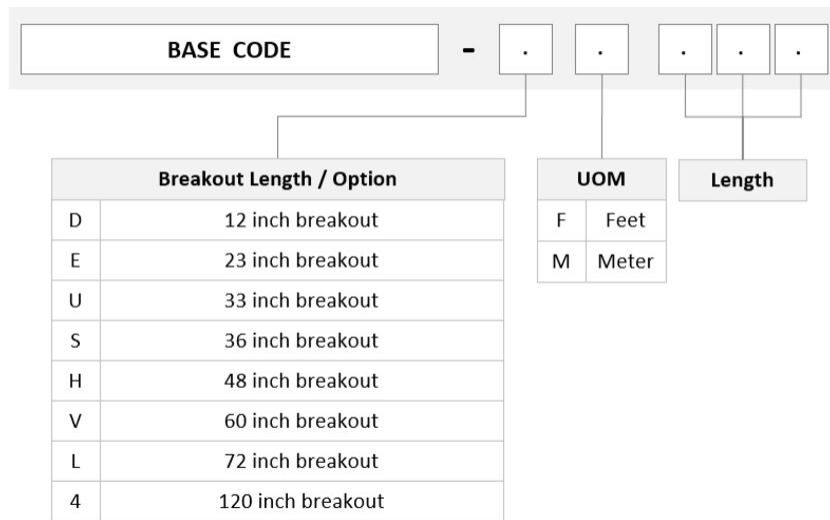 BASE CODE - . . . . .
Breakout Length / Option
D 12 inch breakout
E 23 inch breakout
U 33 inch breakout
S 36 inch breakout
H 48 inch breakout
V 60 inch breakout
L 72 inch breakout
4 120 inch breakout
UOM
F Feet
M Meter
Length